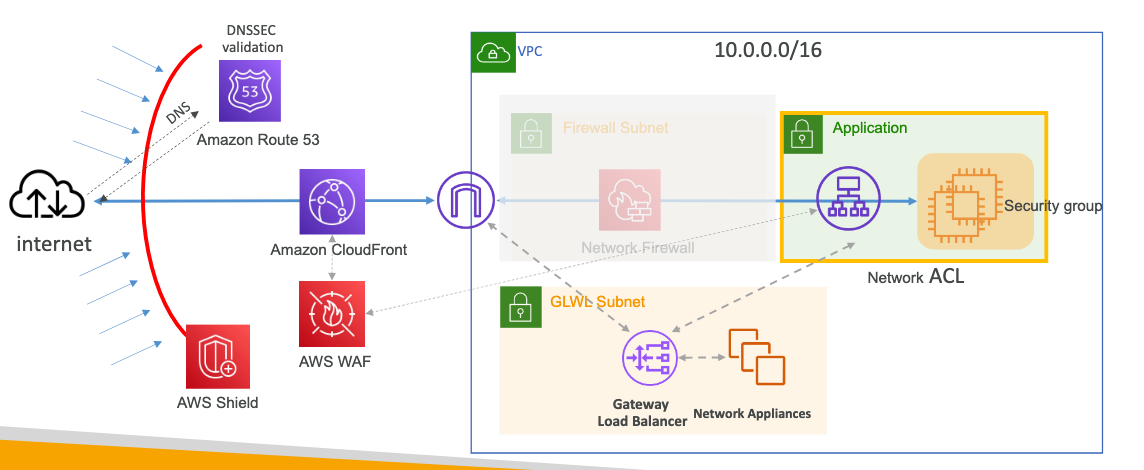 DNSSEC
validation
53
DNS
Amazon Route 53
internet
Amazon CloudFront
AWS WAF
AWS Shield
VPC
10.0.0.0/16
Firewall Subnet
Network Firewall
Application
Security group
Network ACL
GLWL Subnet
Gateway
Load Balancer
Network Appliances